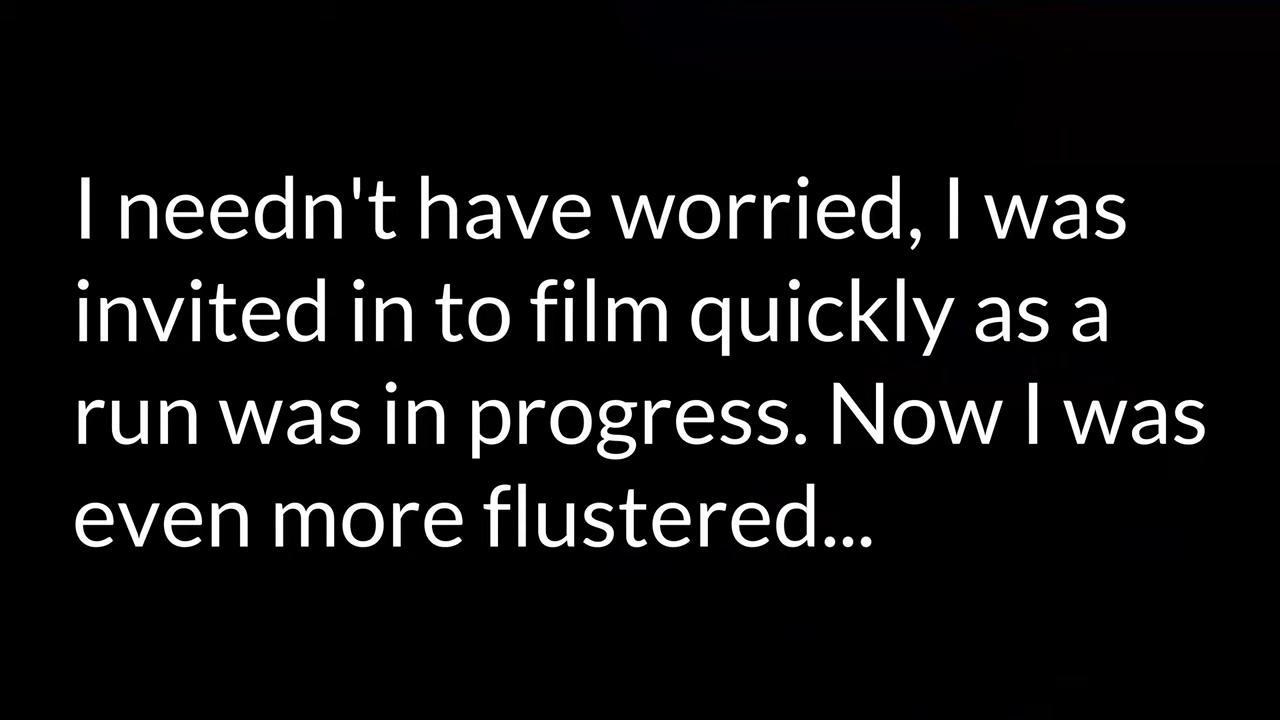 I needn't have worried, I was
invited in to film quickly as a
run was in progress. Now I was
even more flustered...